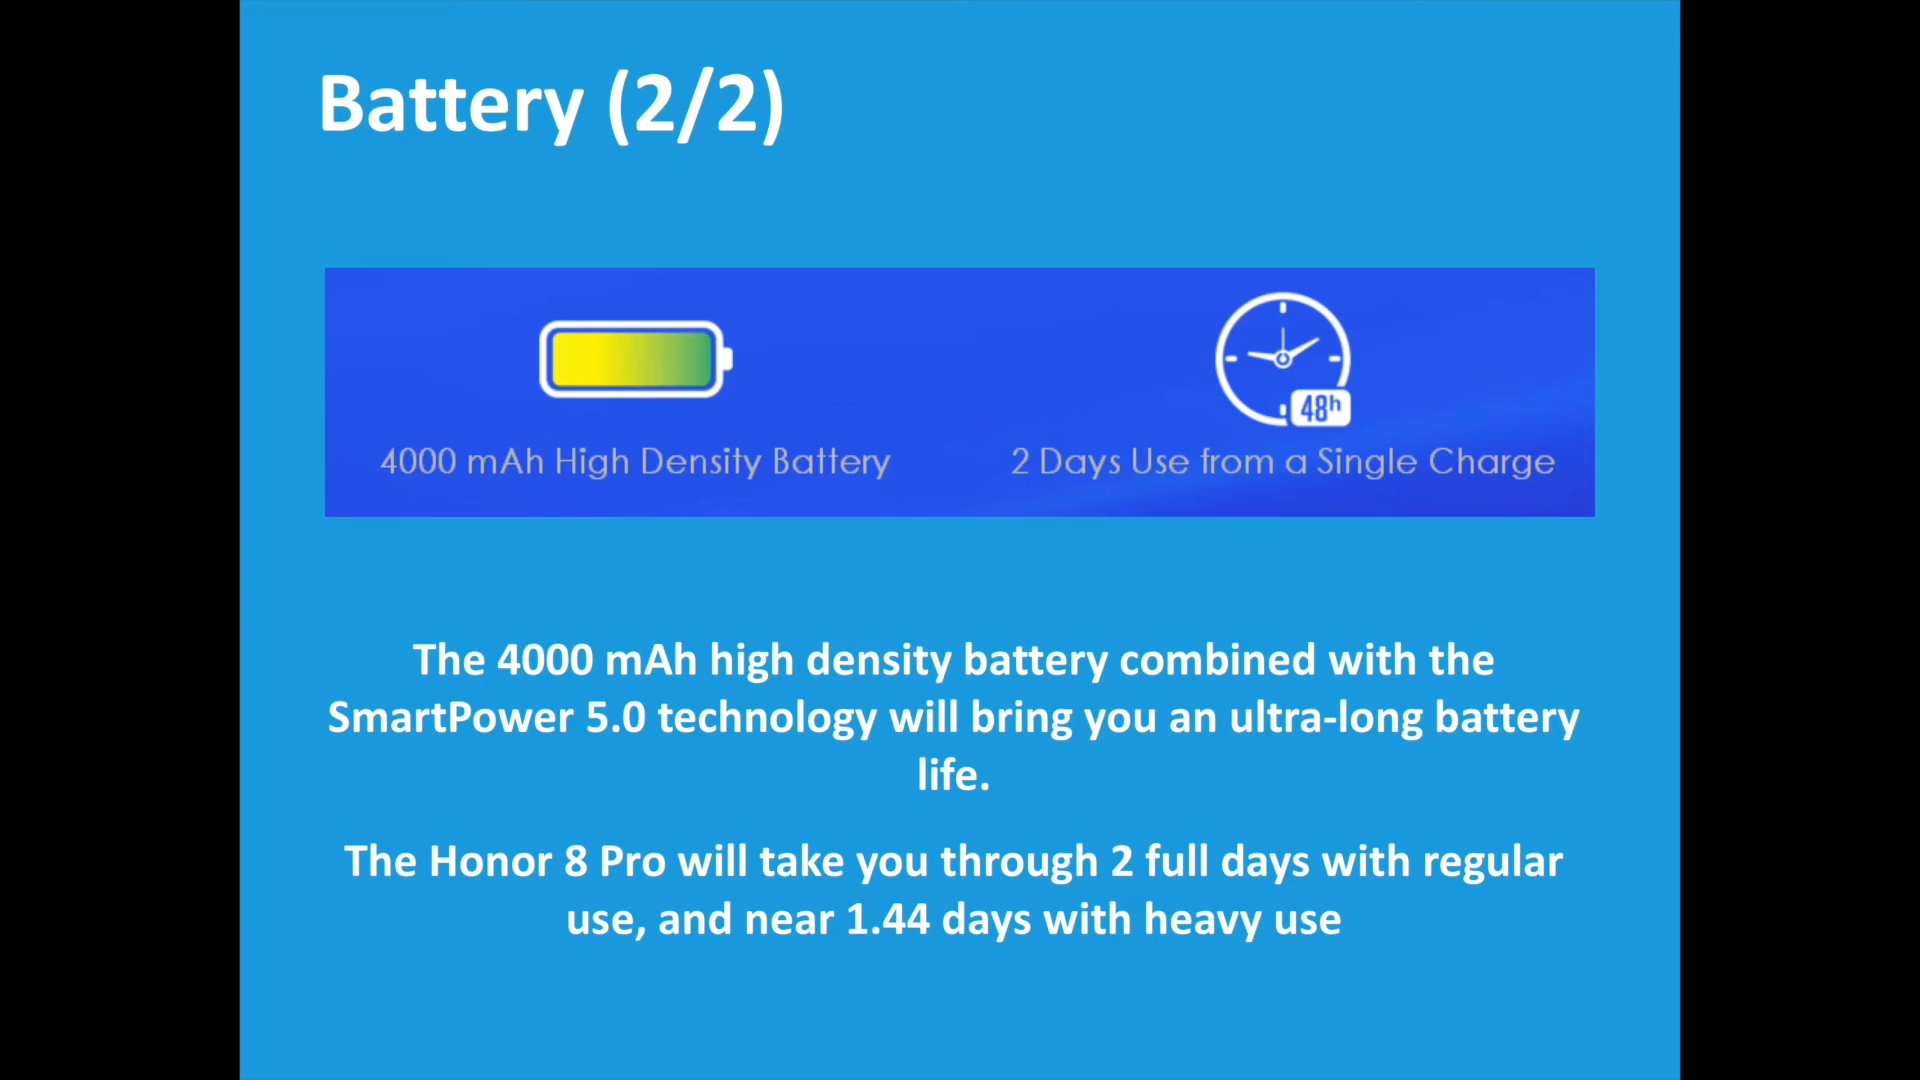 Battery (2/2)
48h
4000 mAh High Density Battery
2 Days Use from a Single Charge
The 4000 mAh high density battery combined with the
SmartPower 5.0 technology will bring you an ultra-long battery
life.
The Honor 8 Pro will take you through 2 full days with regular
use, and near 1.44 days with heavy use